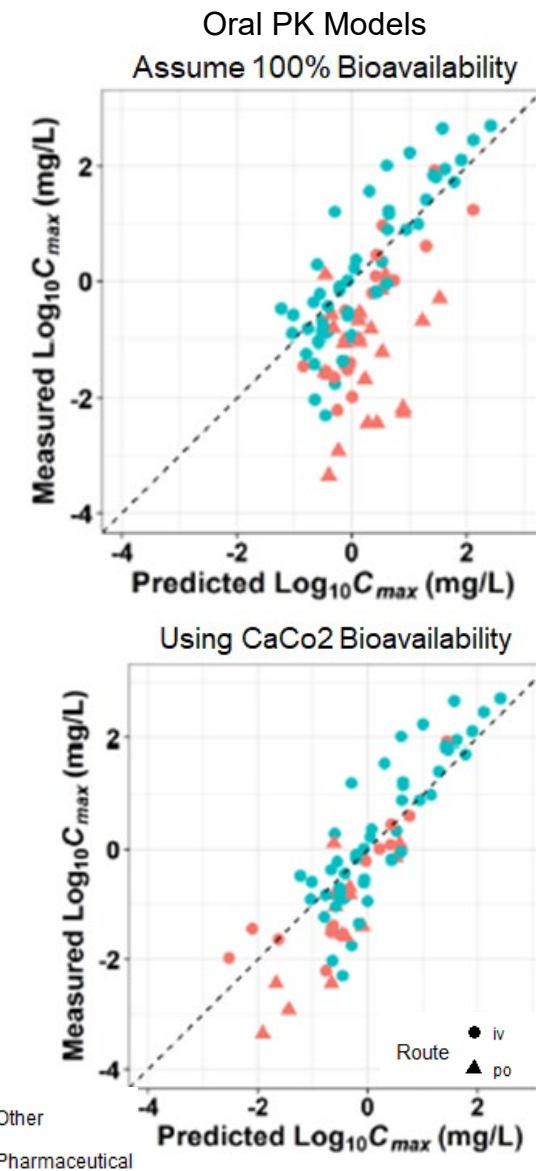 Oral PK Models
Assume 100% Bioavailability
Measured Log10Cmax (mg/L)
2
0
-2
-4
-4
-2
0
2
Predicted Log10Cmax (mg/L)
Using CaCo2 Bioavailability
Measured Log10Cmax (mg/L)
2
0
-2
-4
Route
iv
po
-4
-2
0
2
Predicted Log10Cmax (mg/L)
Other
Pharmaceutical